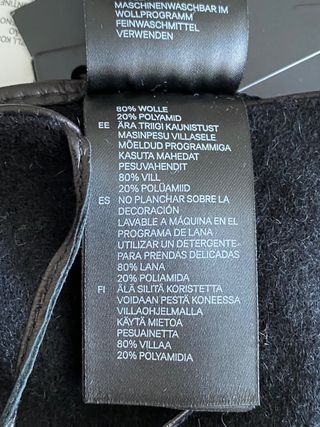 MASCHINENWASCHBAR IM
WOLLPROGRAMM
FEINWASCHMITTEL
VERWENDEN
80% WOLLE
20% POLYAMID
EE ÄRA TRIIGI KAUNISTUST
MASINPESU VILLASELE
MÕELDUD PROGRAMMIGA
KASUTA MAHEDAT
PESUVAHENDIT
80% VILL
20% POLÜAMIID
ES NO PLANCHAR SOBRE LA
DECORACIÓN
LAVABLE A MÁQUINA EN EL
PROGRAMA DE LANA
UTILIZAR UN DETERGENTE-
PARA PRENDAS DELICADAS
80% LANA
20% POLIAMIDA
FI ÄLÄ SILITÄ KORISTETTA
VOIDAAN PESTÄ KONEESSA
VILLAOHJELMALLA
KÄYTÄ MIETOA
PESUAINETTA
80% VILLAA
20% POLYAMIDIA